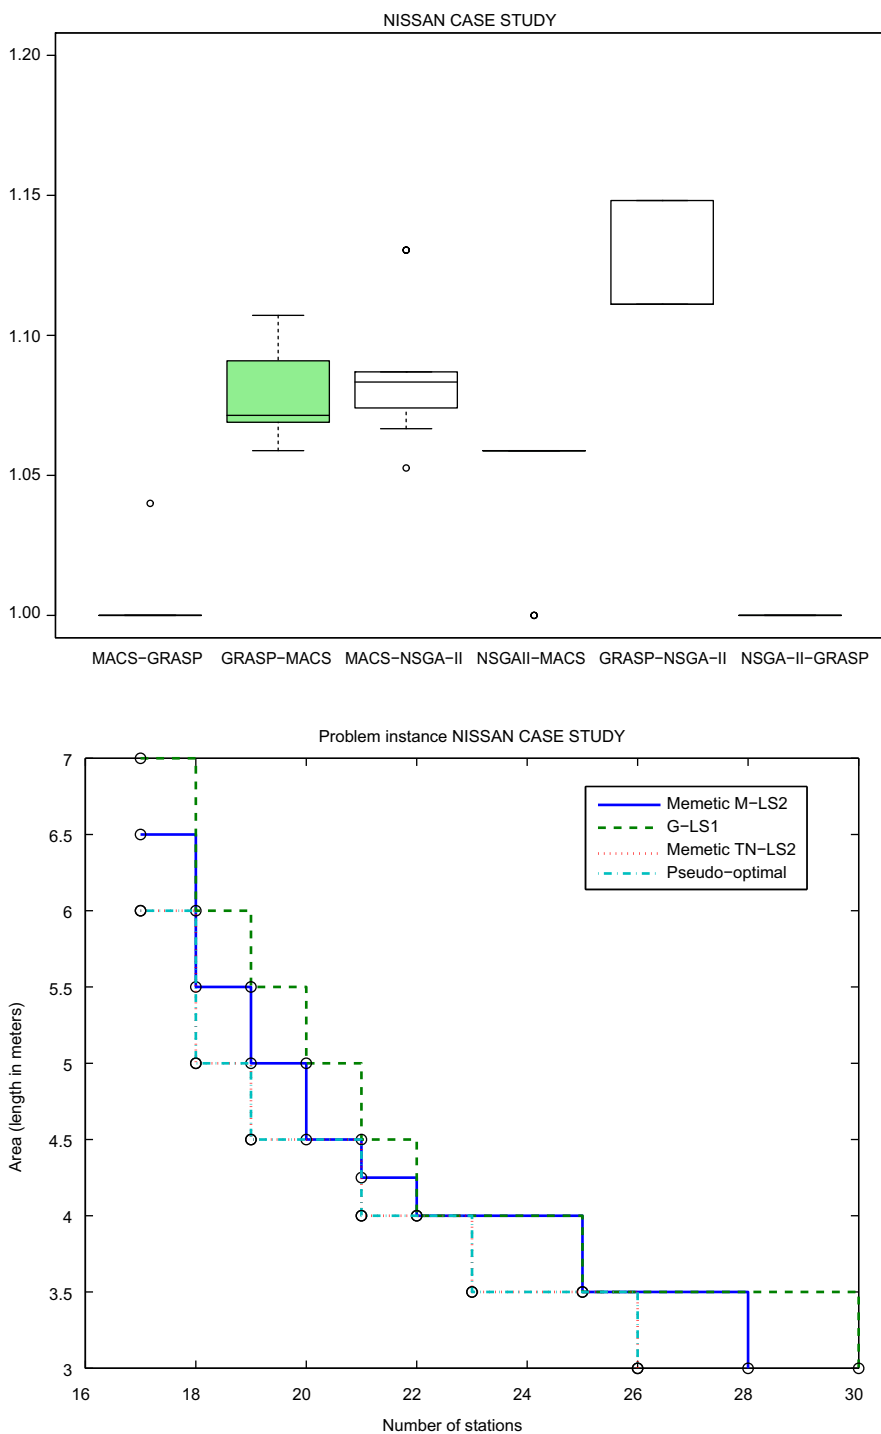 NISSAN CASE STUDY
1.20
1.15
1.10
1.05
1.00
MACS−GRASP GRASP−MACS MACS−NSGA−II NSGAII−MACS GRASP−NSGA−II NSGA−II−GRASP
Problem instance NISSAN CASE STUDY
7
6.5
6
5.5
5
4.5
4
3.5
3
Area (length in meters)
Memetic M−LS2
G−LS1
Memetic TN−LS2
Pseudo−optimal
16 18 20 22 24 26 28 30
Number of stations